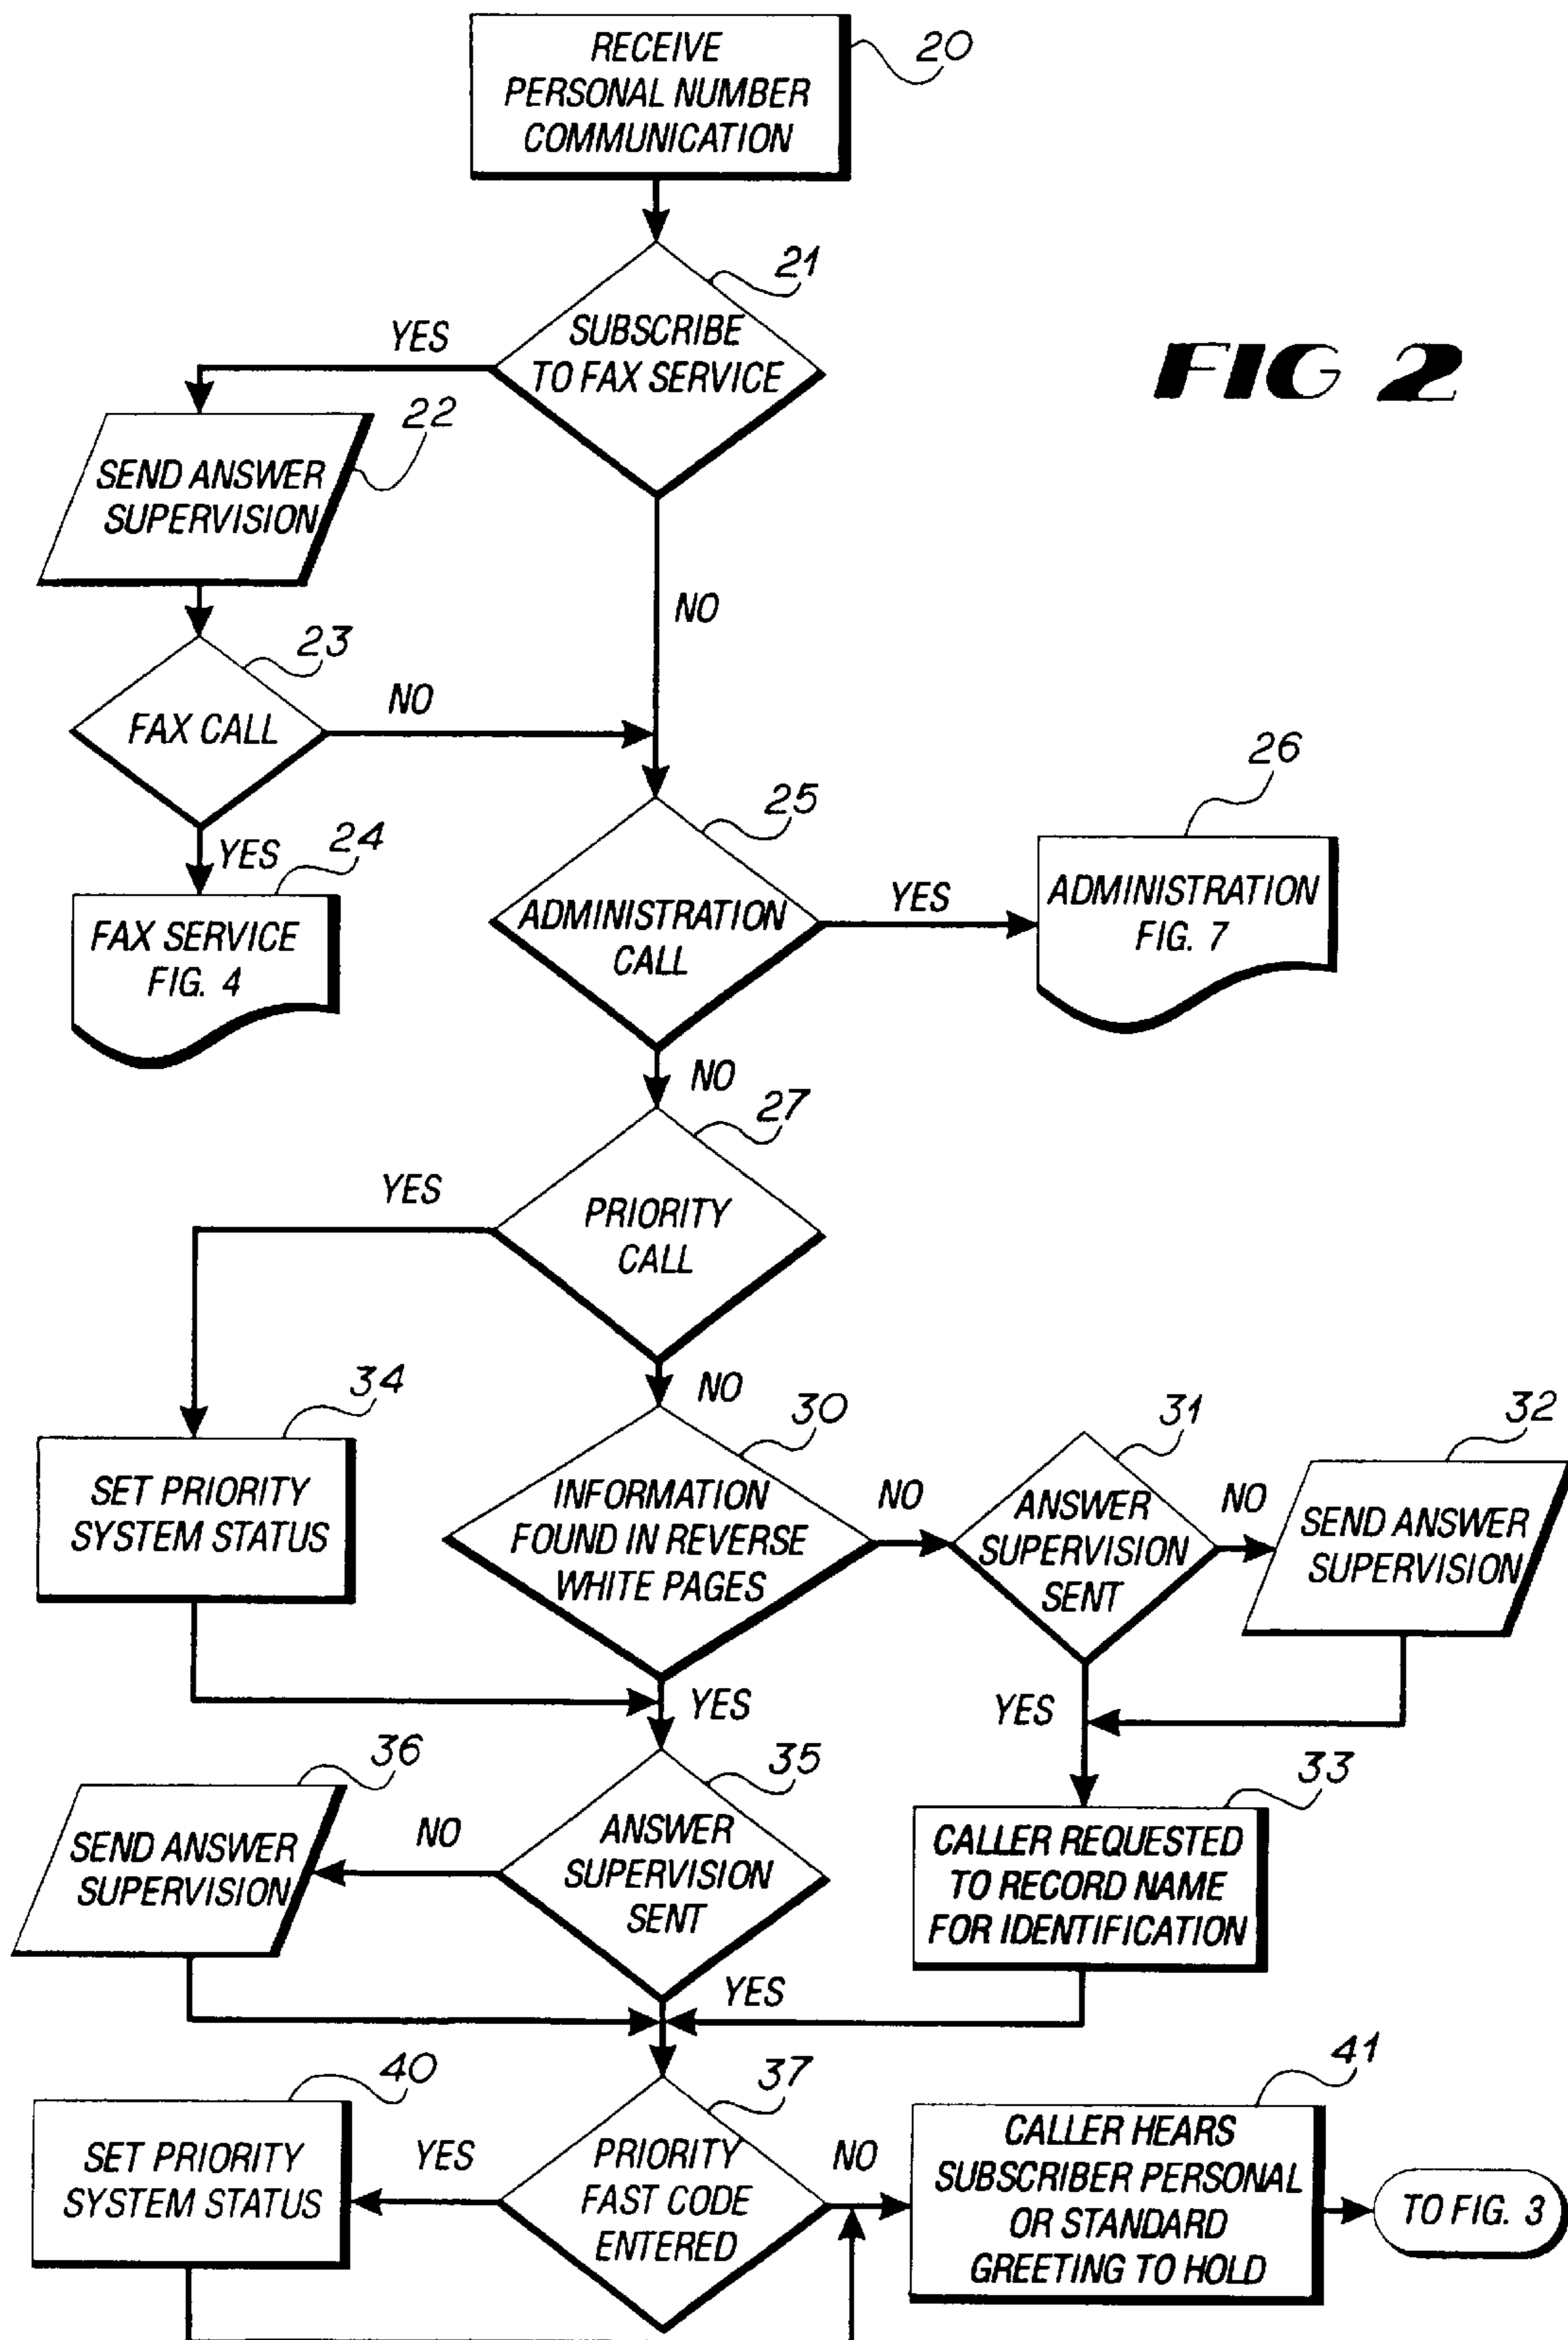 RECEIVE
PERSONAL NUMBER
COMMUNICATION
20
21
SUBSCRIBE
TO FAX SERVICE
YES
NO
FIG 2
22
SEND ANSWER
SUPERVISION
23
FAX CALL
NO
YES
24
FAX SERVICE
FIG. 4
25
ADMINISTRATION
CALL
YES
NO
26
ADMINISTRATION
FIG. 7
27
PRIORITY
CALL
YES
NO
34
SET PRIORITY
SYSTEM STATUS
30
INFORMATION
FOUND IN REVERSE
WHITE PAGES
NO
YES
31
ANSWER
SUPERVISION
SENT
NO
YES
32
SEND ANSWER
SUPERVISION
33
CALLER REQUESTED
TO RECORD NAME
FOR IDENTIFICATION
35
ANSWER
SUPERVISION
SENT
NO
YES
36
SEND ANSWER
SUPERVISION
37
PRIORITY
FAST CODE
ENTERED
YES
NO
40
SET PRIORITY
SYSTEM STATUS
41
CALLER HEARS
SUBSCRIBER PERSONAL
OR STANDARD
GREETING TO HOLD
TO FIG. 3